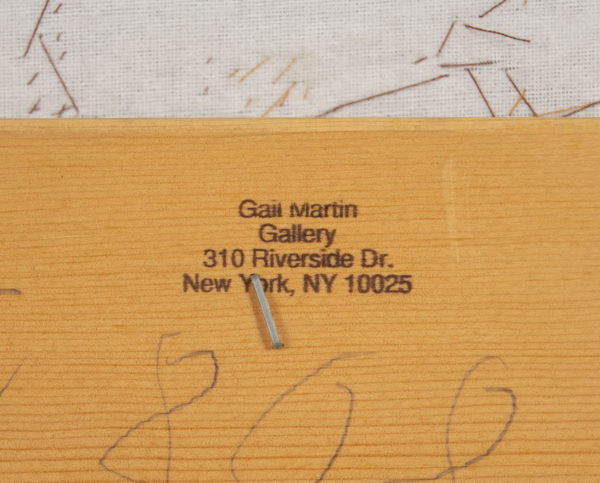 Gail Martin
Gallery
310 Riverside Dr.
New York, NY 10025